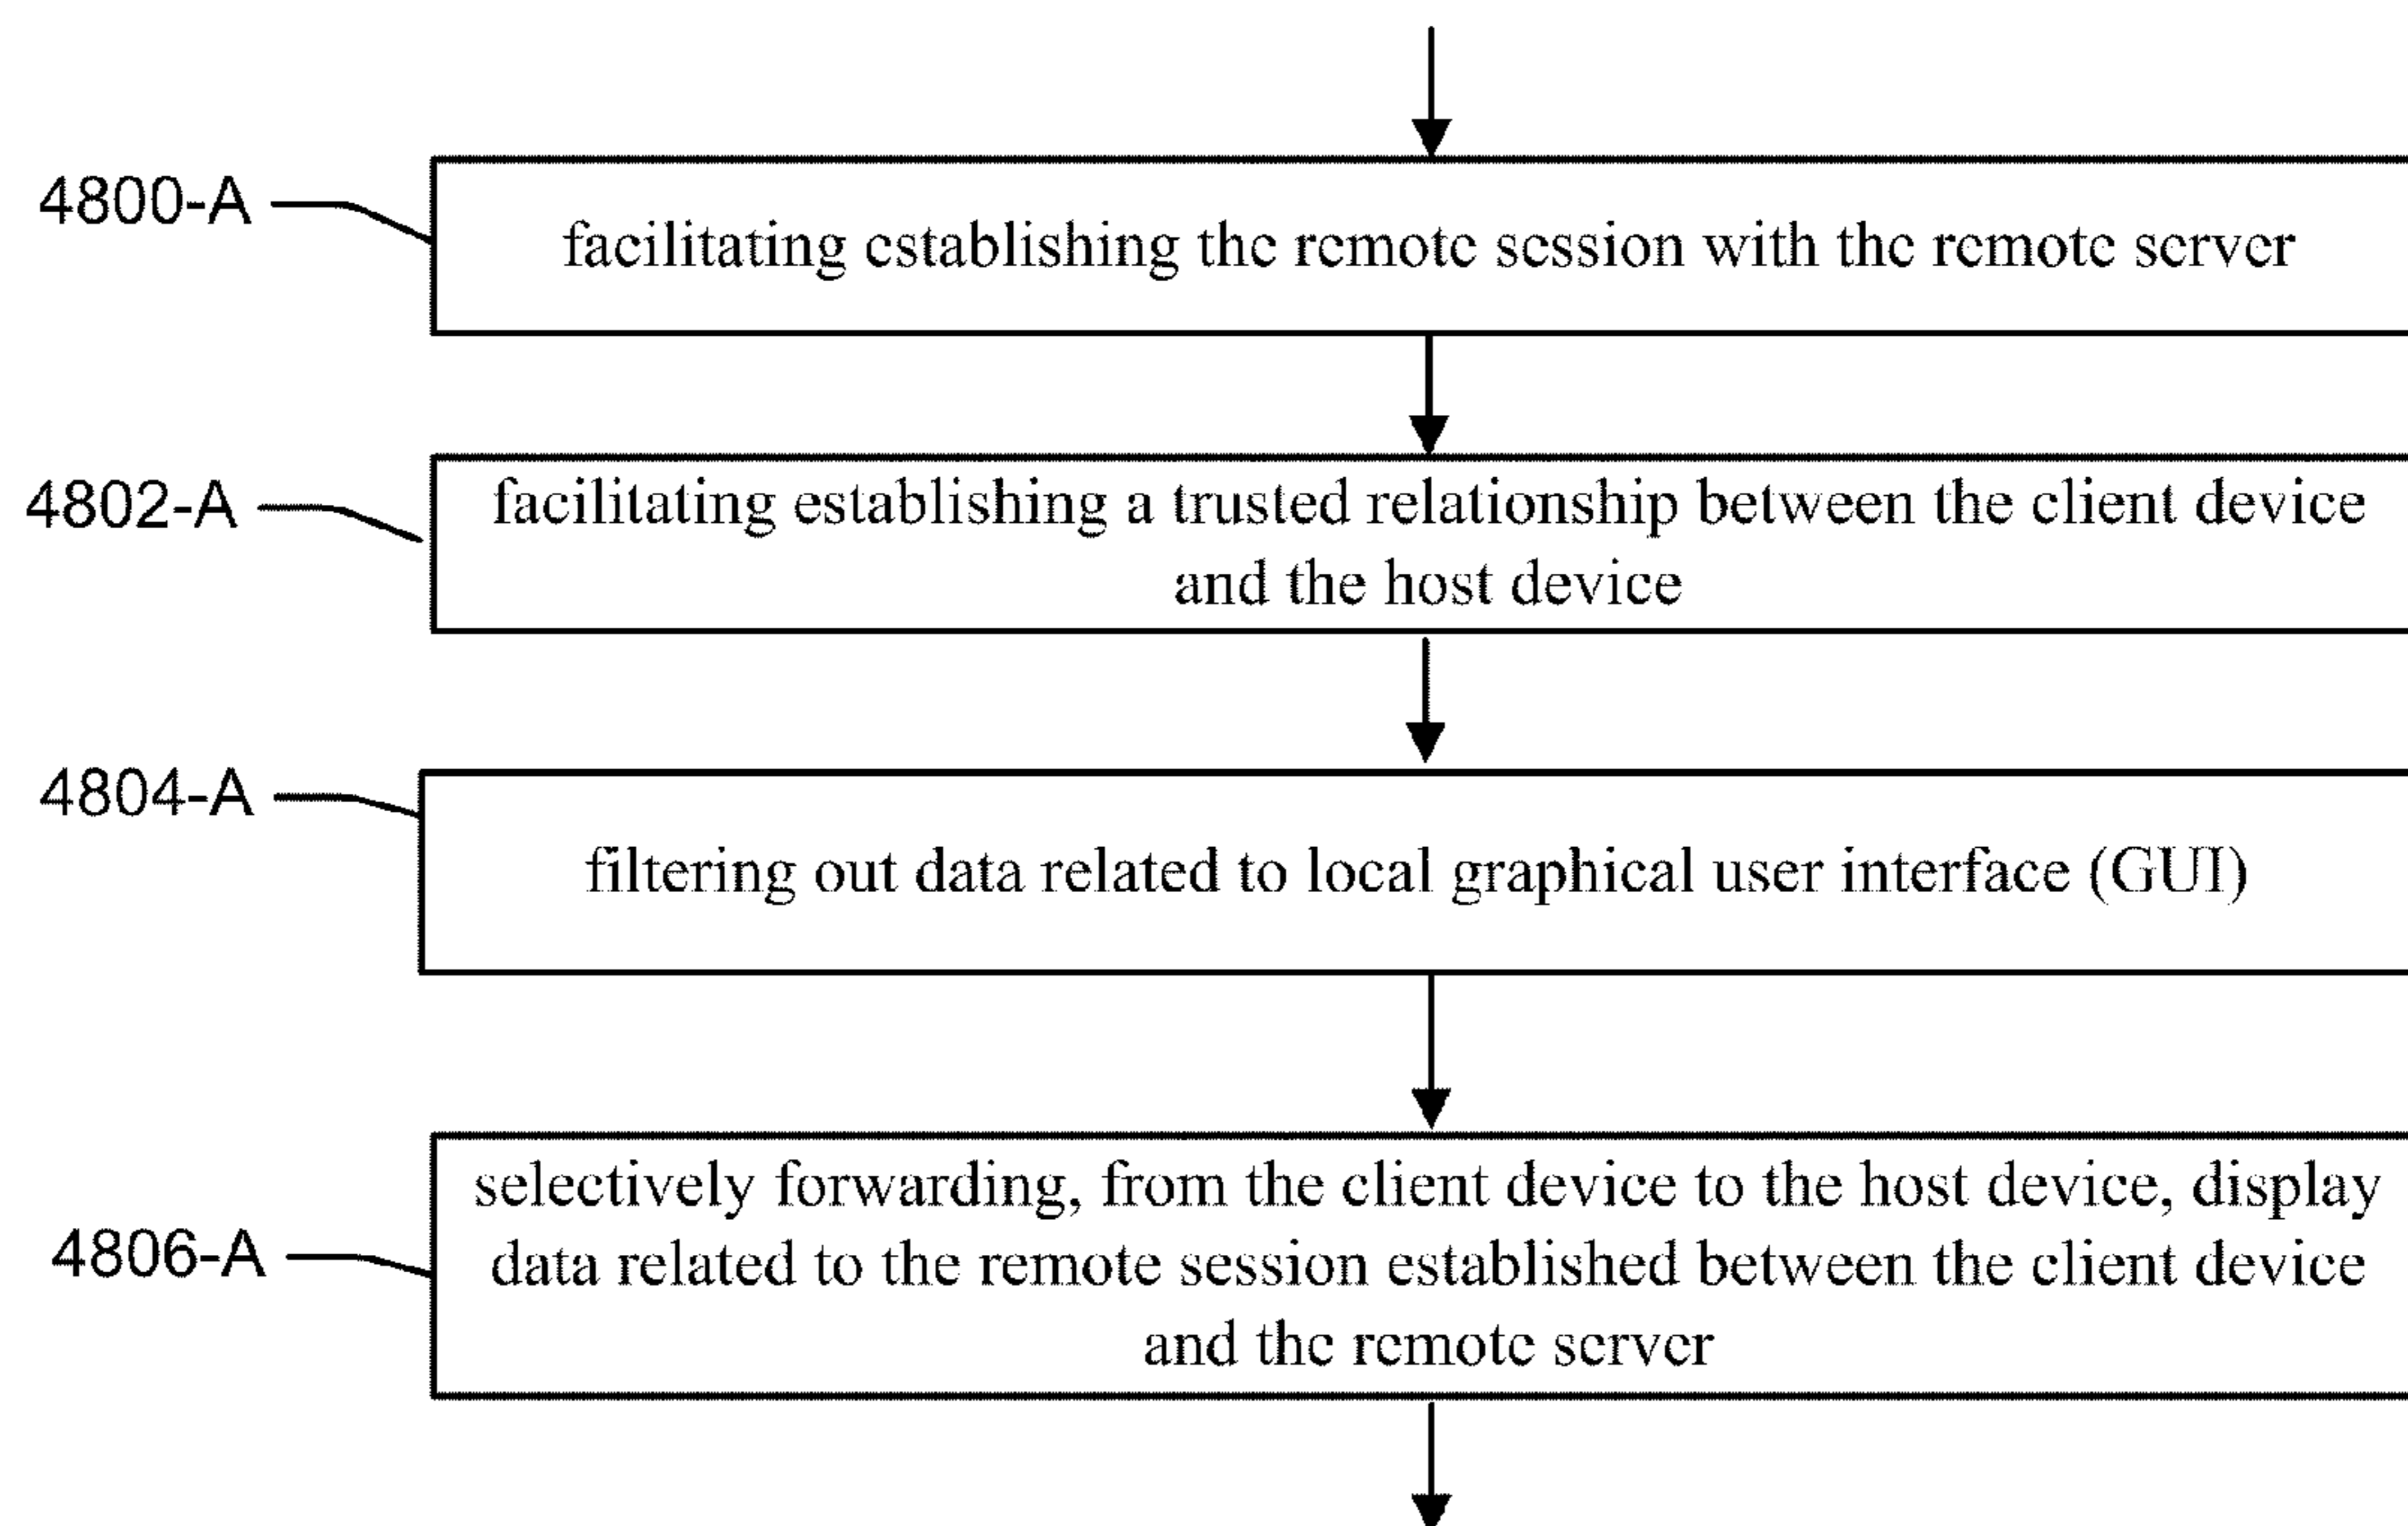 4800-A
facilitating establishing the remote session with the remote server
4802-A
facilitating establishing a trusted relationship between the client device
and the host device
4804-A
filtering out data related to local graphical user interface (GUI)
4806-A
selectively forwarding, from the client device to the host device, display
data related to the remote session established between the client device
and the remote server